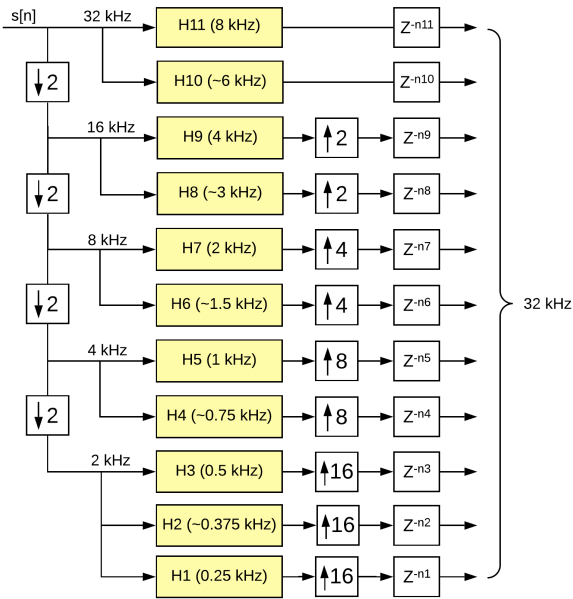 s[n] 32 kHz H11 (8 kHz) Z-n11
↓2 H10 (~6 kHz) Z-n10
16 kHz H9 (4 kHz) ↑2 Z-n9
↓2 H8 (~3 kHz) ↑2 Z-n8
8 kHz H7 (2 kHz) ↑4 Z-n7
↓2 H6 (~1.5 kHz) ↑4 Z-n6
32 kHz
4 kHz H5 (1 kHz) ↑8 Z-n5
↓2 H4 (~0.75 kHz) ↑8 Z-n4
2 kHz H3 (0.5 kHz) ↑16 Z-n3
H2 (~0.375 kHz) ↑16 Z-n2
H1 (0.25 kHz) ↑16 Z-n1